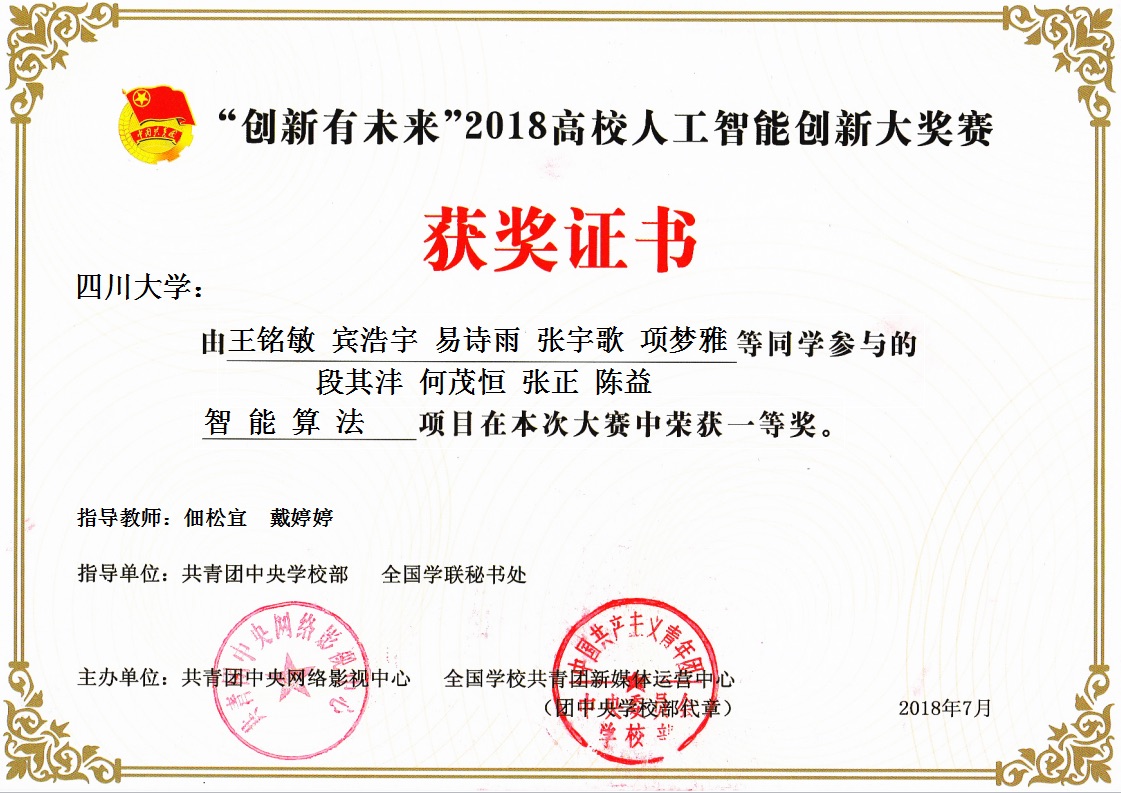 中国共青团
“创新有未来”2018高校人工智能创新大奖赛
获奖证书
四川大学：
由王铭敏 宾浩宇 易诗雨 张宇歌 项梦雅等同学参与的
段其沣 何茂恒 张正 陈益
智 能 算 法 项目在本次大赛中荣获一等奖。
指导教师：佃松宜 戴婷婷
指导单位：共青团中央学校部 全国学联秘书处
共青团中央网络影视中心
中国共产主义青年团
中央委员会
学校部
主办单位：共青团中央网络影视中心 全国学校共青团新媒体运营中心
（团中央学校部代章）
2018年7月